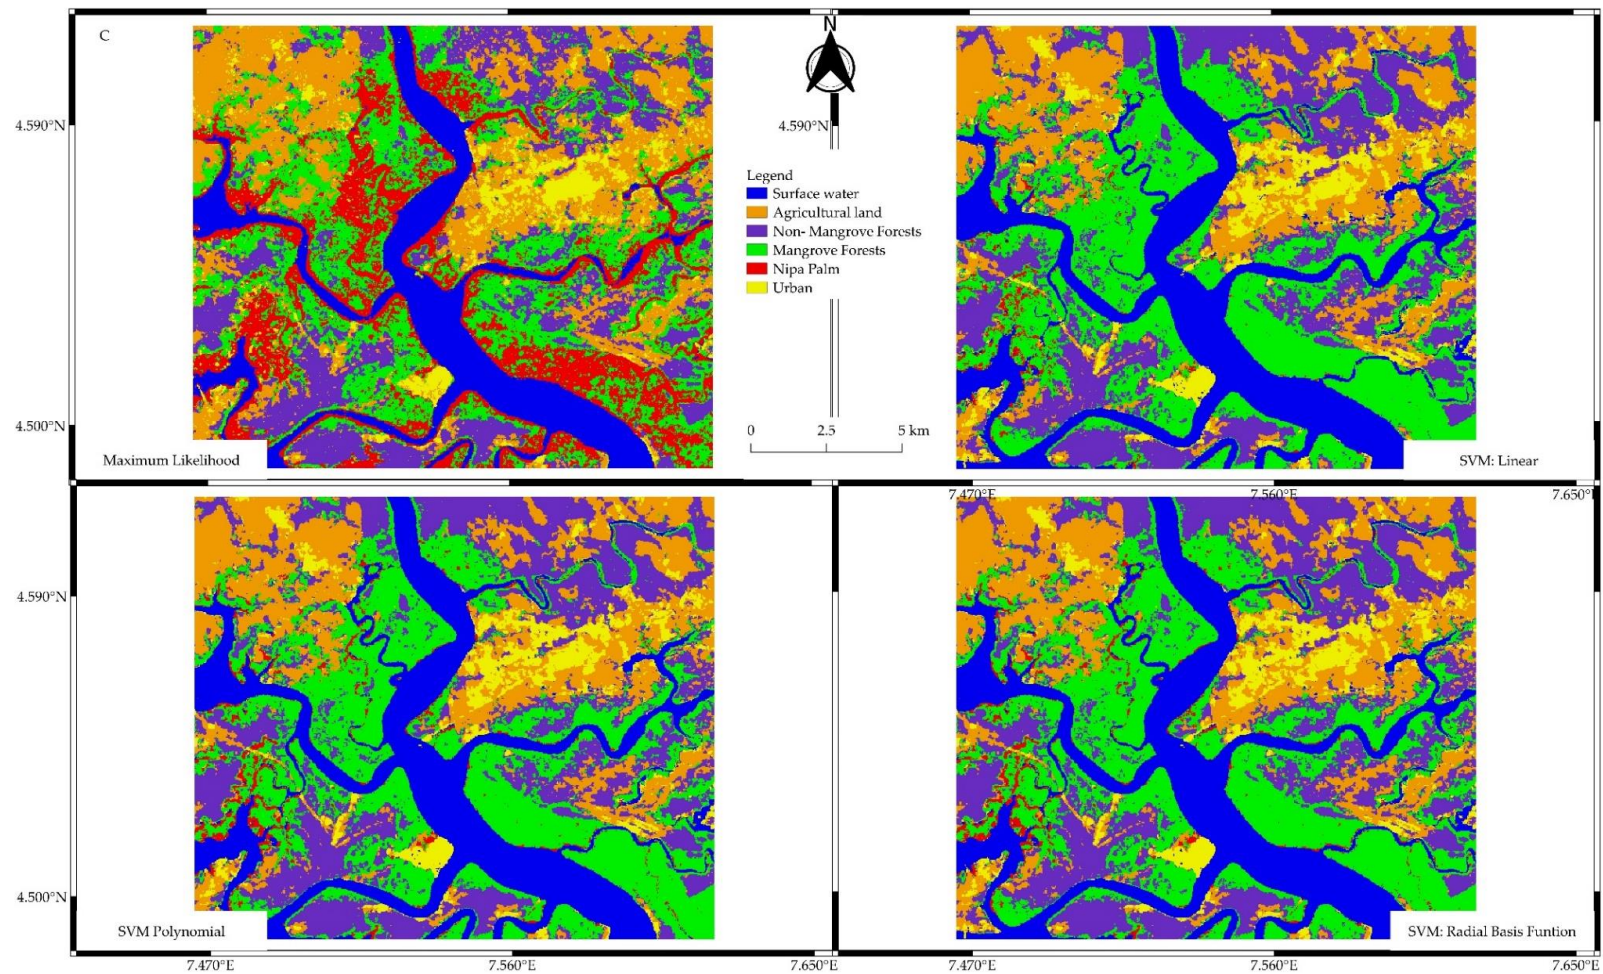 C
N
4.590°N
4.590°N
Legend
Surface water
Agricultural land
Non- Mangrove Forests
Mangrove Forests
Nipa Palm
Urban
4.500°N
0 2.5 5 km
Maximum Likelihood
SVM: Linear
7.470°E 7.560°E 7.650°E
4.590°N
4.500°N
SVM Polynomial
SVM: Radial Basis Funtion
7.470°E 7.560°E 7.650°E 7.470°E 7.560°E 7.650°E